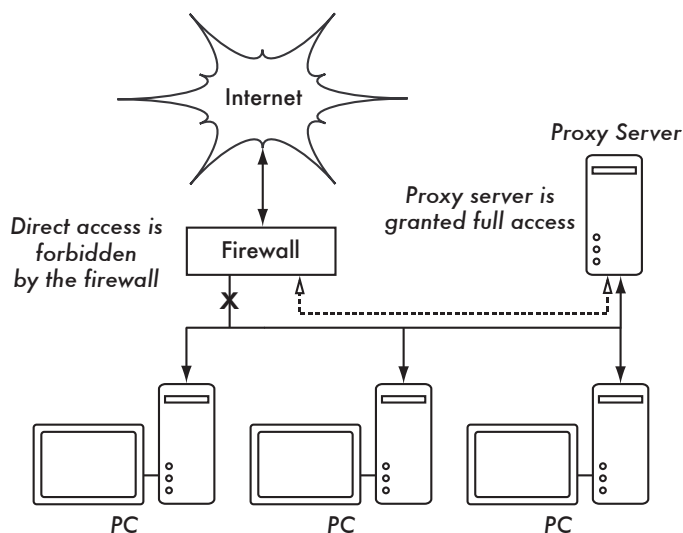 Internet
Proxy Server
Proxy server is
granted full access
Direct access is
forbidden
by the firewall
Firewall
X
PC
PC
PC